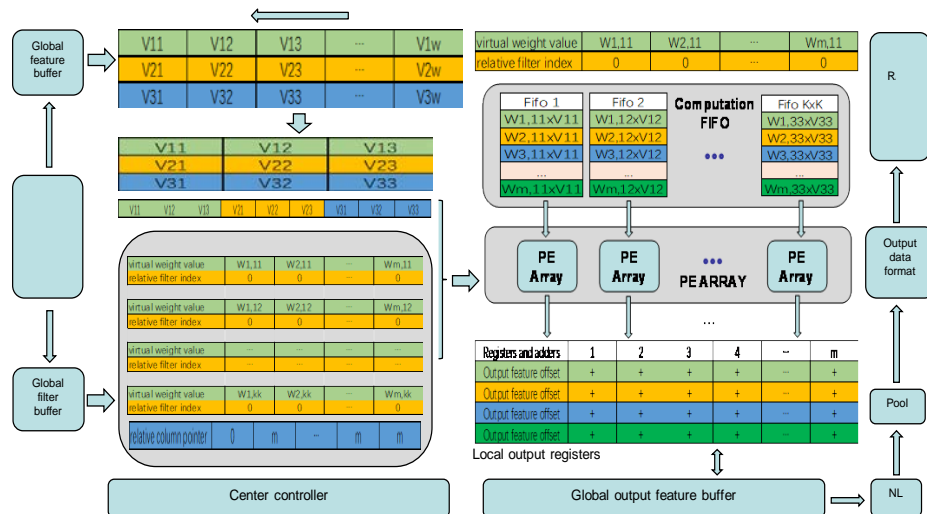 Global feature buffer
V11 V12 V13 ... V1w
V21 V22 V23 ... V2w
V31 V32 V33 ... V3w
V11 V12 V13
V21 V22 V23
V31 V32 V33
V11 V12 V13 V21 V22 V23 V31 V32 V33
virtual weight value W1,11 W2,11 ... Wm,11
relative filter index 0 0 ... 0
virtual weight value W1,12 W2,12 ... Wm,12
relative filter index 0 0 ... 0
virtual weight value ... ... ... ...
relative filter index ... ... ... ...
virtual weight value W1,kk W2,kk ... Wm,kk
relative filter index 0 0 ... 0
relative column pointer 0 m ... m m
Global filter buffer
Center controller
virtual weight value W1,11 W2,11 ... Wm,11
relative filter index 0 0 ... 0
Fifo 1 Fifo 2 Computation FIFO Fifo KxK
W1,11xV11 W1,12xV12 W1,33xV33
W2,11xV11 W2,12xV12 W2,33xV33
W3,11xV11 W3,12xV12 ... W3,33xV33
... ... ...
Wm,11xV11 Wm,12xV12 Wm,33xV33
PE Array PE Array ... PE Array
PE ARRAY
...
Registers and adders 1 2 3 4 ... m
Output feature offset + + + + ... +
Output feature offset + + + + ... +
Output feature offset + + + + ... +
Output feature offset + + + + ... +
Local output registers
Global output feature buffer
NL
Pool
Output data format
R